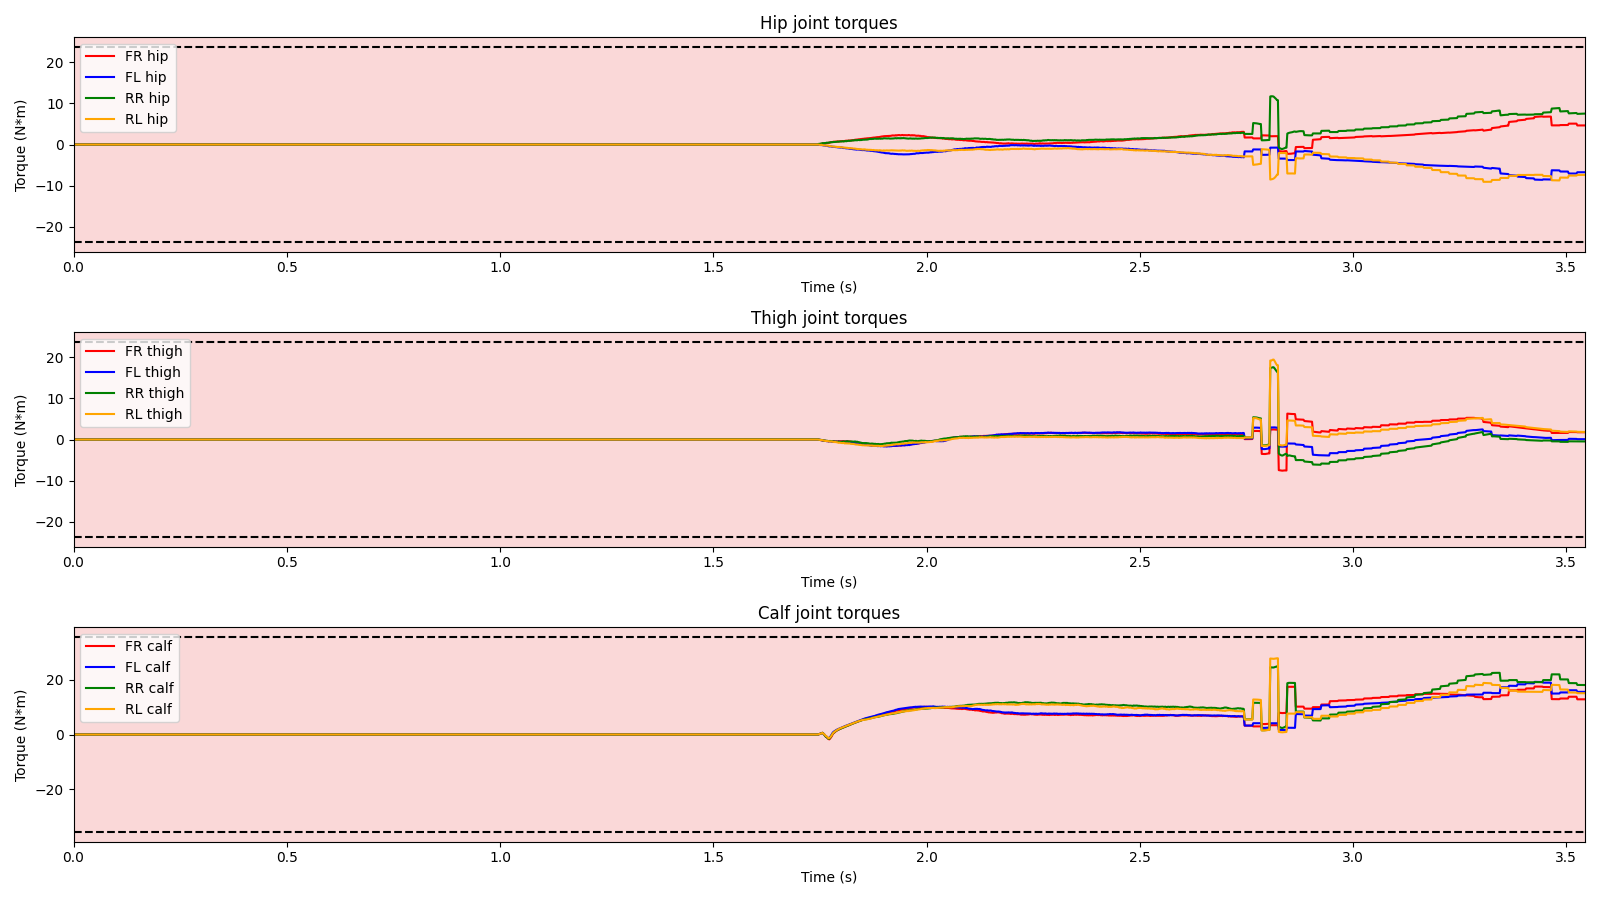 Hip joint torques
Torque (N*m)
20
10
0
−10
−20
FR hip
FL hip
RR hip
RL hip
0.0 0.5 1.0 1.5 2.0 2.5 3.0 3.5
Time (s)
Thigh joint torques
Torque (N*m)
20
10
0
−10
−20
FR thigh
FL thigh
RR thigh
RL thigh
0.0 0.5 1.0 1.5 2.0 2.5 3.0 3.5
Time (s)
Calf joint torques
Torque (N*m)
20
0
−20
FR calf
FL calf
RR calf
RL calf
0.0 0.5 1.0 1.5 2.0 2.5 3.0 3.5
Time (s)